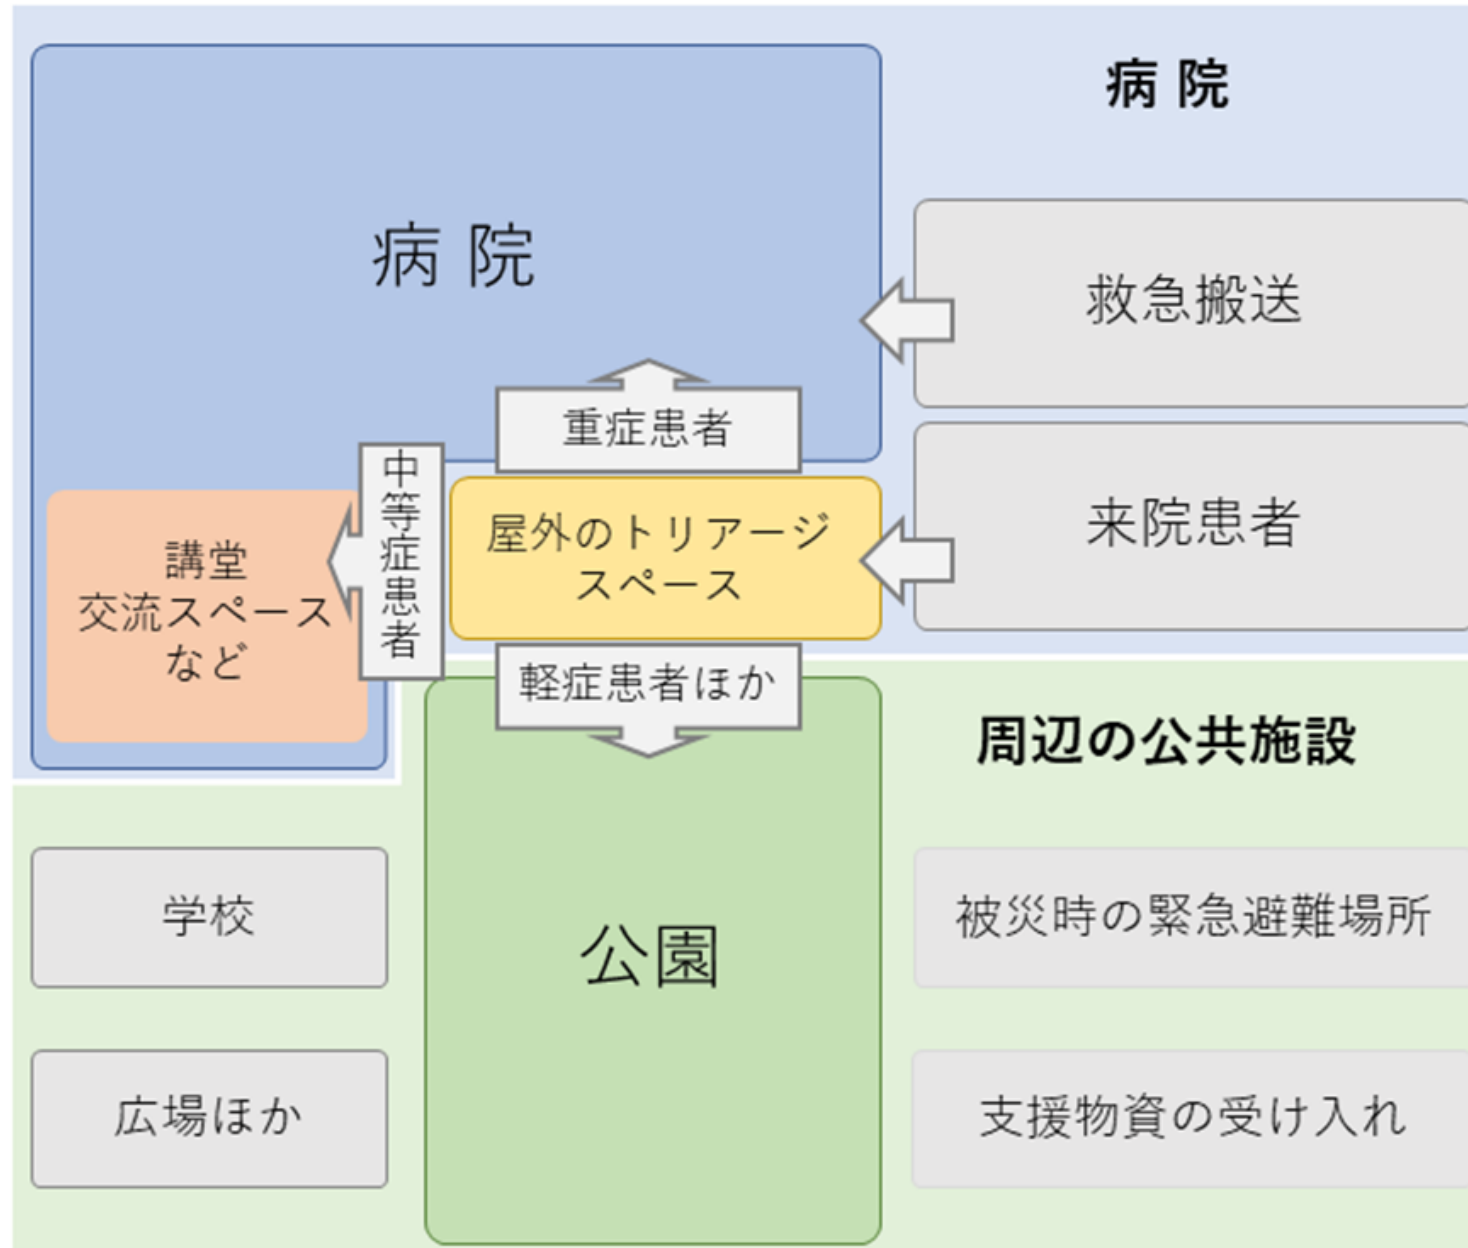 病 院
病 院
救急搬送
重症患者
来院患者
中等症患者
屋外のトリアージ
スペース
講堂
交流スペース
など
軽症患者ほか
周辺の公共施設
学校
公園
被災時の緊急避難場所
広場ほか
支援物資の受け入れ